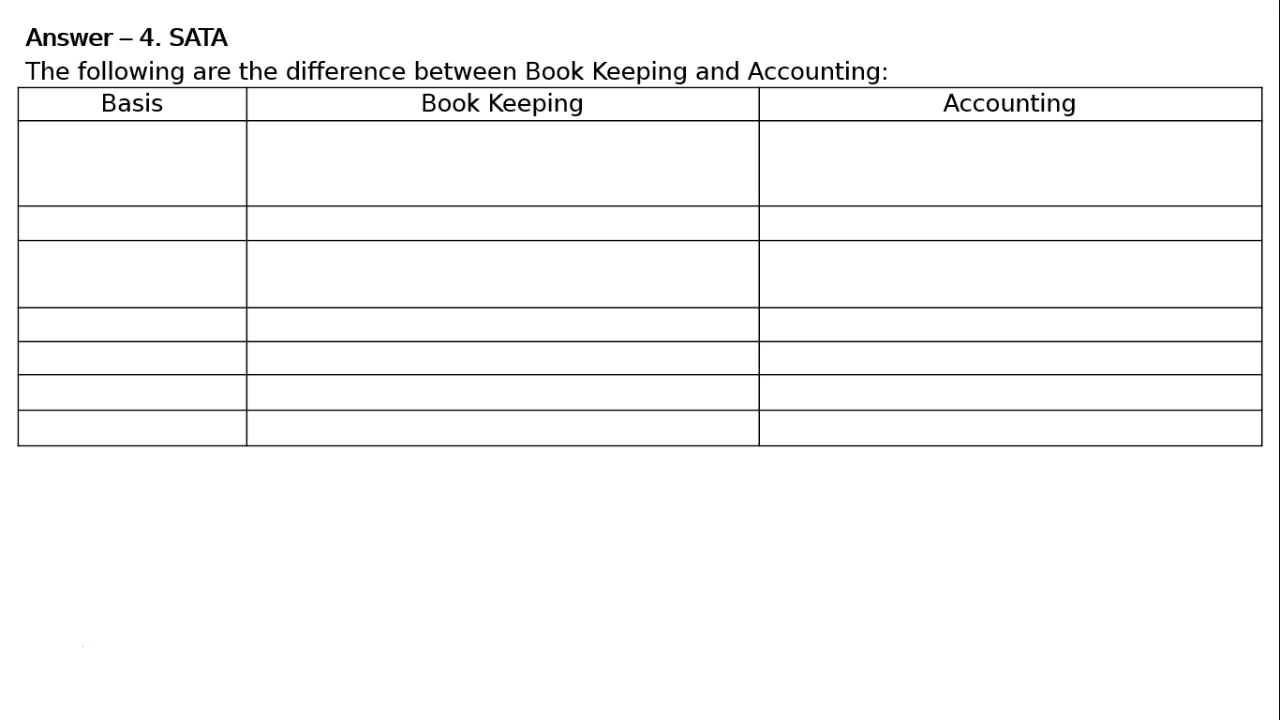 Answer – 4. SATA
The following are the difference between Book Keeping and Accounting:
Basis Book Keeping Accounting